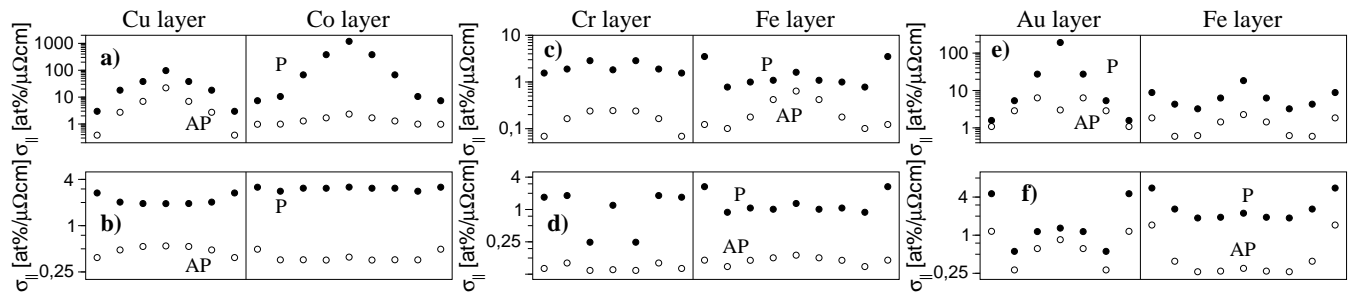 Cu layer Co layer Cr layer Fe layer Au layer Fe layer
σ|| [at%/μΩcm] 1000 100 10 1 a) P AP
σ|| [at%/μΩcm] 10 1 0,1 c) P AP
σ|| [at%/μΩcm] 100 10 1 e) P AP
σ|| [at%/μΩcm] 4 1 0,25 b) P AP
σ|| [at%/μΩcm] 4 1 0,25 d) P AP
σ|| [at%/μΩcm] 4 1 0,25 f) P AP